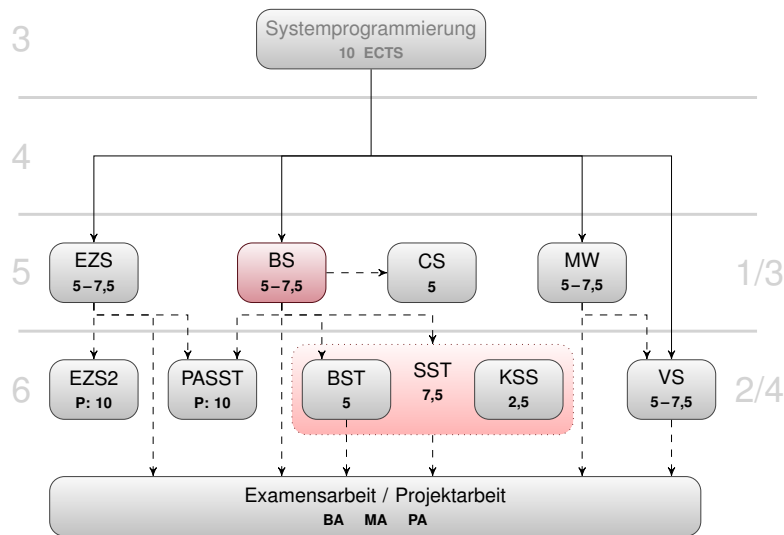 3
Systemprogrammierung
10 ECTS
4
5
EZS
5–7,5
BS
5–7,5
CS
5
MW
5–7,5
1/3
6
EZS2
P: 10
PASST
P: 10
BST
5
SST
7,5
KSS
2,5
VS
5–7,5
2/4
Examensarbeit / Projektarbeit
BA MA PA